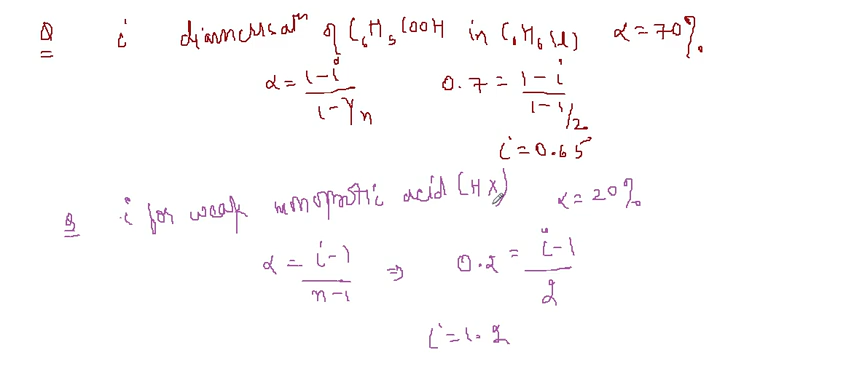 Q i dimerisatn of C6H5COOH in C6H6(l) α = 70%
α = 1-i / 1-1/n 0.7 = 1-i / 1-1/2
i = 0.65
Q i for weak monoprotic acid (HX) α = 20%
α = i-1 / n-1 ⇒ 0.2 = i-1 / 2
i = 1.2